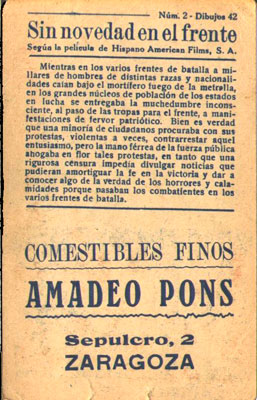 Núm. 2 - Dibujos 42
Sin novedad en el frente
Según la película de Hispano American Films, S. A.
Mientras en los varios frentes de batalla a mi-
llares de hombres de distintas razas y nacionalida-
des caían bajo el mortífero fuego de la metralla,
en los grandes núcleos de población de los estados
en lucha se entregaba la muchedumbre incons-
ciente, al paso de las tropas para el frente, a mani-
festaciones de fervor patriótico. Bien es verdad
que una minoría de ciudadanos procuraba con sus
protestas, violentas a veces, contrarrestar aquel
entusiasmo, pero la mano férrea de la fuerza pública
ahogaba en flor tales protestas, en tanto que una
rigurosa censura impedía divulgar noticias que
pudieran amortiguar la fe en la victoria y dar a
conocer algo de la verdad de los horrores y cala-
midades porque pasaban los combatientes en los
varios frentes de batalla.
COMESTIBLES FINOS
AMADEO PONS
Sepulcro, 2
ZARAGOZA